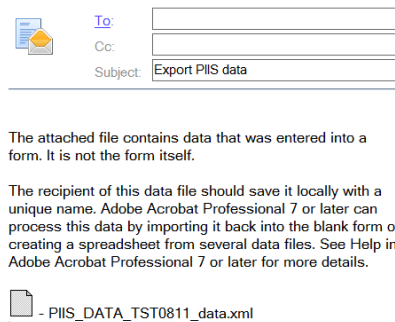 To:
Cc:
Subject: Export PIIS data
The attached file contains data that was entered into a
form. It is not the form itself.
The recipient of this data file should save it locally with a
unique name. Adobe Acrobat Professional 7 or later can
process this data by importing it back into the blank form o
creating a spreadsheet from several data files. See Help in
Adobe Acrobat Professional 7 or later for more details.
- PIIS_DATA_TST0811_data.xml